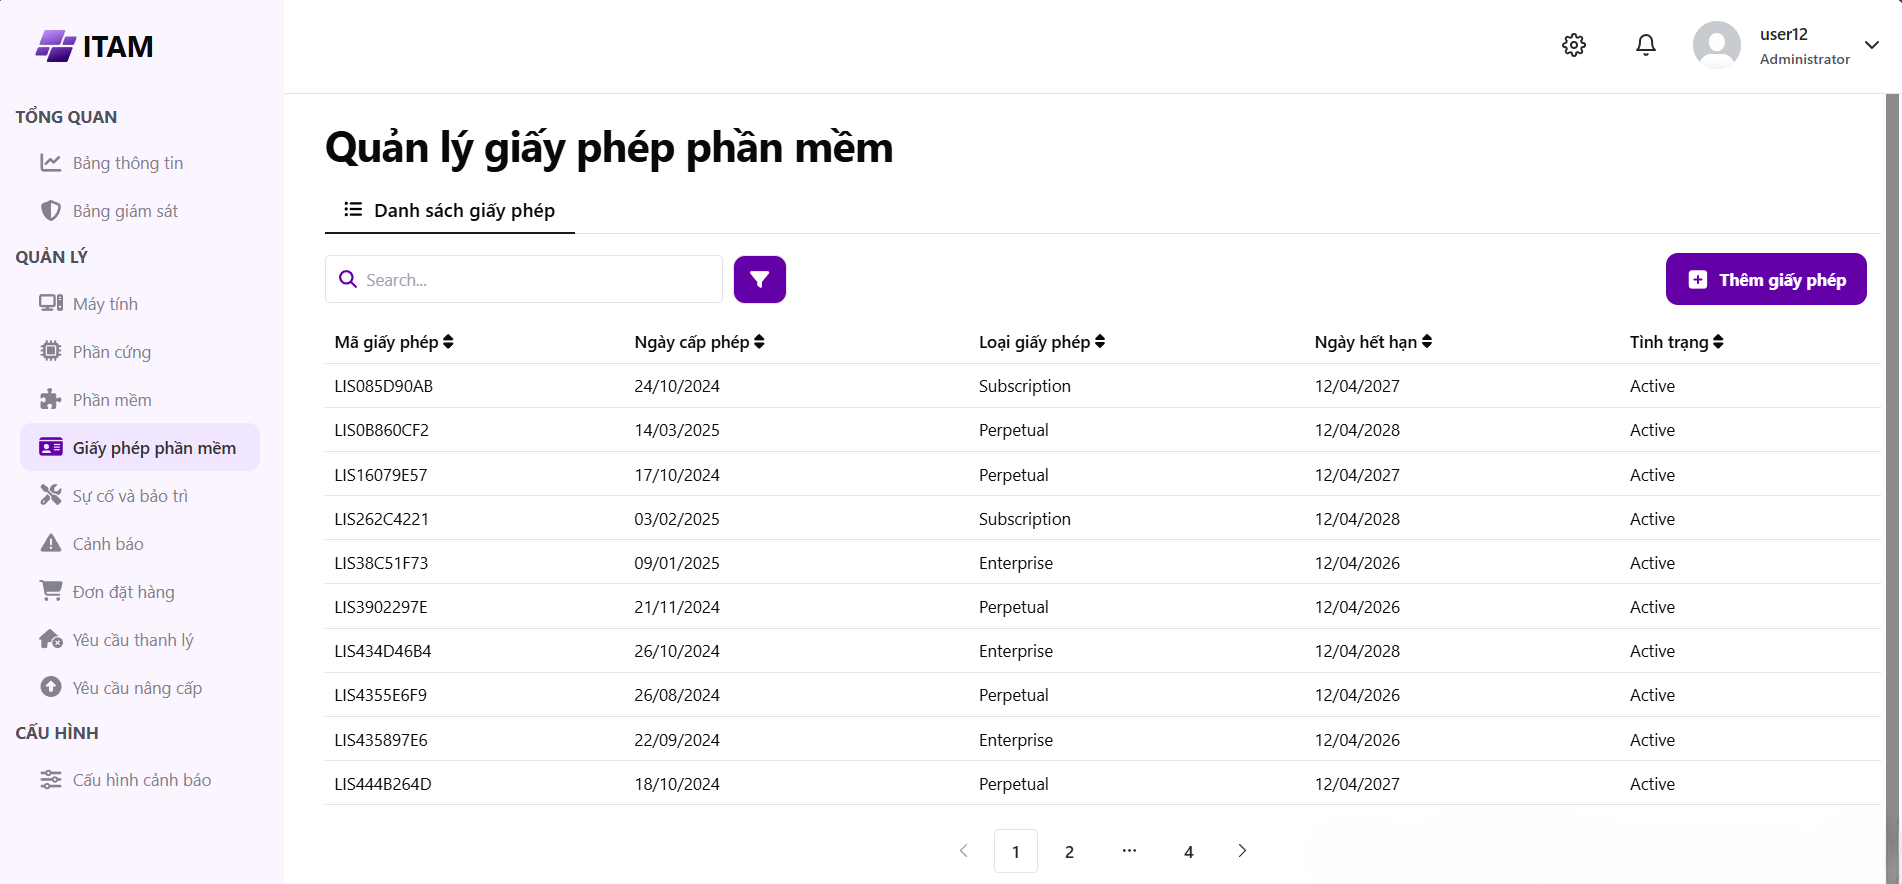 ITAM
user12
Administrator
TỔNG QUAN
Bảng thông tin
Bảng giám sát
QUẢN LÝ
Máy tính
Phần cứng
Phần mềm
Giấy phép phần mềm
Sự cố và bảo trì
Cảnh báo
Đơn đặt hàng
Yêu cầu thanh lý
Yêu cầu nâng cấp
CẤU HÌNH
Cấu hình cảnh báo
Quản lý giấy phép phần mềm
Danh sách giấy phép
Search...
Thêm giấy phép
Mã giấy phép Ngày cấp phép Loại giấy phép Ngày hết hạn Tình trạng
LIS085D90AB 24/10/2024 Subscription 12/04/2027 Active
LIS0B860CF2 14/03/2025 Perpetual 12/04/2028 Active
LIS16079E57 17/10/2024 Perpetual 12/04/2027 Active
LIS262C4221 03/02/2025 Subscription 12/04/2028 Active
LIS38C51F73 09/01/2025 Enterprise 12/04/2026 Active
LIS3902297E 21/11/2024 Perpetual 12/04/2026 Active
LIS434D46B4 26/10/2024 Enterprise 12/04/2028 Active
LIS4355E6F9 26/08/2024 Perpetual 12/04/2026 Active
LIS435897E6 22/09/2024 Enterprise 12/04/2026 Active
LIS444B264D 18/10/2024 Perpetual 12/04/2027 Active
1 2 ... 4